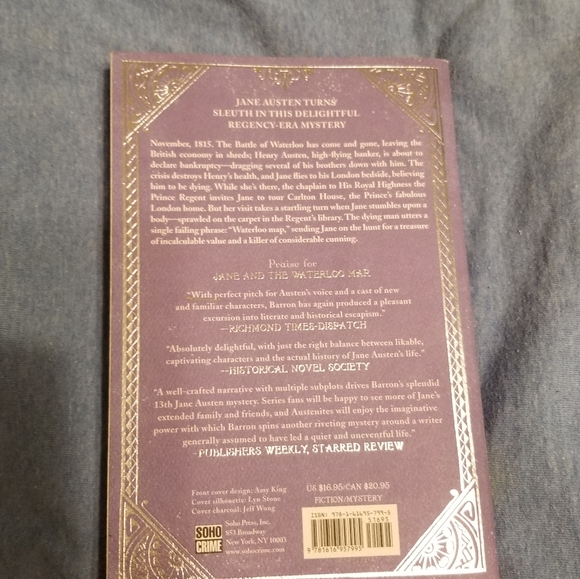 JANE AUSTEN TURNS
SLEUTH IN THIS DELIGHTFUL
REGENCY-ERA MYSTERY
November, 1815. The Battle of Waterloo has come and gone, leaving the
British economy in shreds; Henry Austen, high-flying banker, is about to
declare bankruptcy—dragging several of his brothers down with him. The
crisis destroys Henry's health, and Jane flies to his London bedside, believing
him to be dying. While she's there, the chaplain to His Royal Highness the
Prince Regent invites Jane to tour Carlton House, the Prince's fabulous
London home. But her visit takes a startling turn when Jane stumbles upon a
body—sprawled on the carpet in the Regent's library. The dying man utters a
single failing phrase: "Waterloo map," sending Jane on the hunt for a treasure
of incalculable value and a killer of considerable cunning.
Praise for
JANE AND THE WATERLOO MAP
"With perfect pitch for Austen's voice and a cast of new
and familiar characters, Barron has again produced a pleasant
excursion into literate and historical escapism."
—RICHMOND TIMES-DISPATCH
"Absolutely delightful, with just the right balance between likable,
captivating characters and the actual history of Jane Austen's life."
—HISTORICAL NOVEL SOCIETY
"A well-crafted narrative with multiple subplots drives Barron's splendid
13th Jane Austen mystery. Series fans will be happy to see more of Jane's
extended family and friends, and Austenites will enjoy the imaginative
power with which Barron spins another riveting mystery around a writer
generally assumed to have led a quiet and uneventful life."
—PUBLISHERS WEEKLY, STARRED REVIEW
Front cover design: Amy King
Cover silhouette: Lyn Stone
Cover charcoal: Jeff Wong
US $16.95/CAN $20.95
FICTION/MYSTERY
SOHO
CRIME
Soho Press, Inc.
853 Broadway
New York, NY 10003
www.sohocrime.com
ISBN: 978-1-61695-799-5
51695
9781616957995